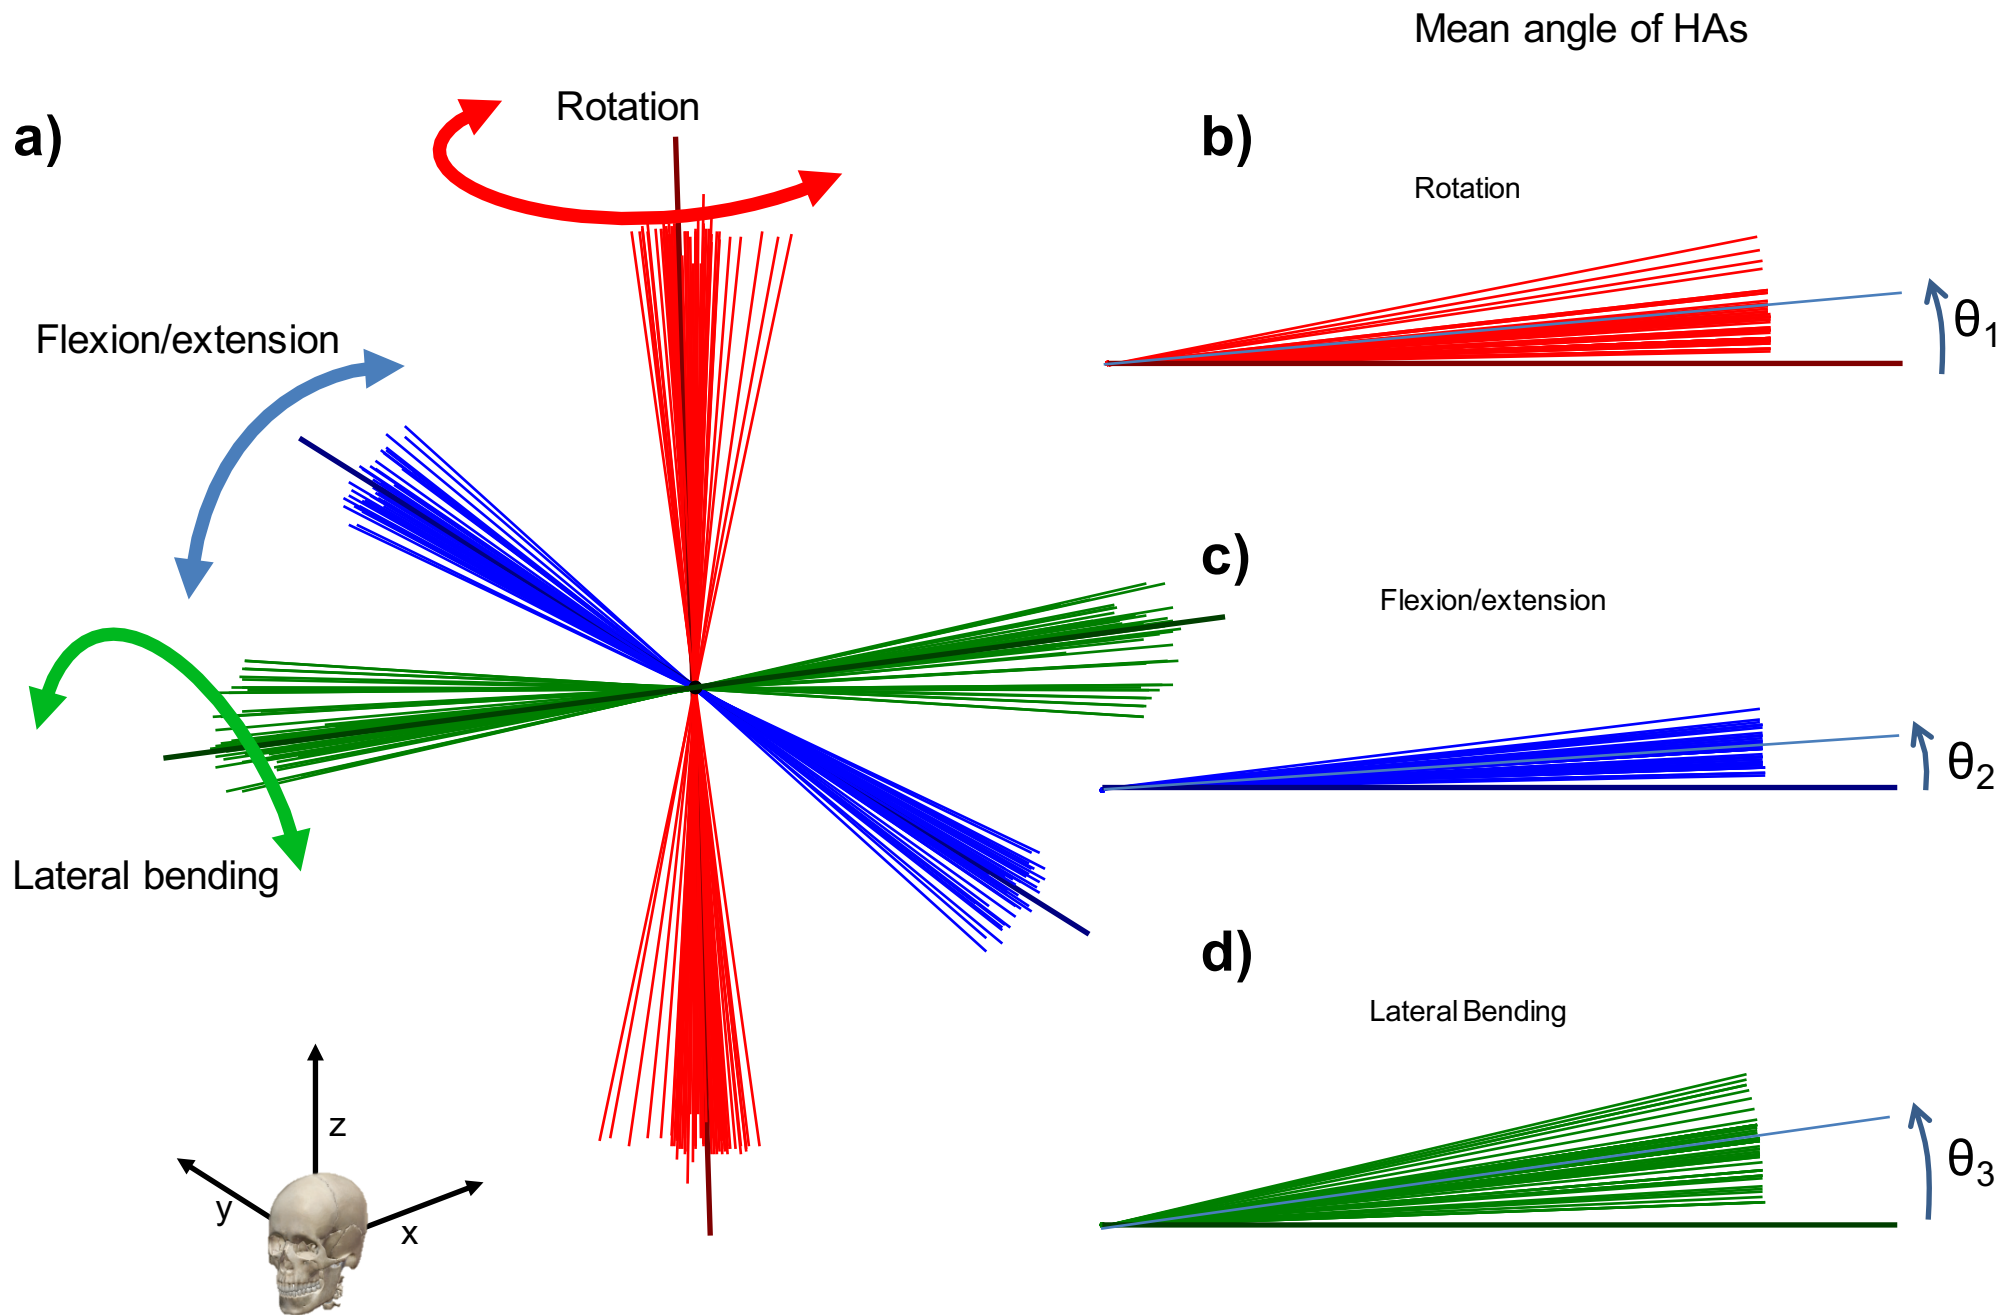 Mean angle of HAs
a)
Rotation
Flexion/extension
Lateral bending
z
y
x
b)
Rotation
θ1
c)
Flexion/extension
θ2
d)
Lateral Bending
θ3